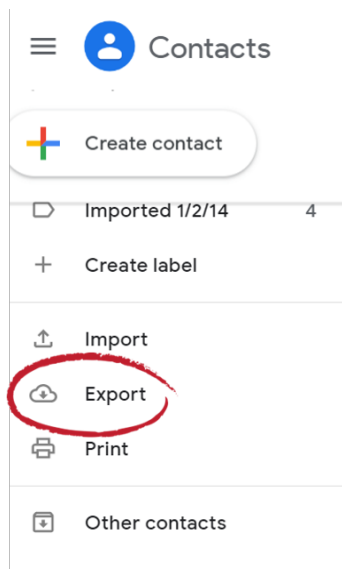 Contacts
Create contact
Imported 1/2/14 4
Create label
Import
Export
Print
Other contacts